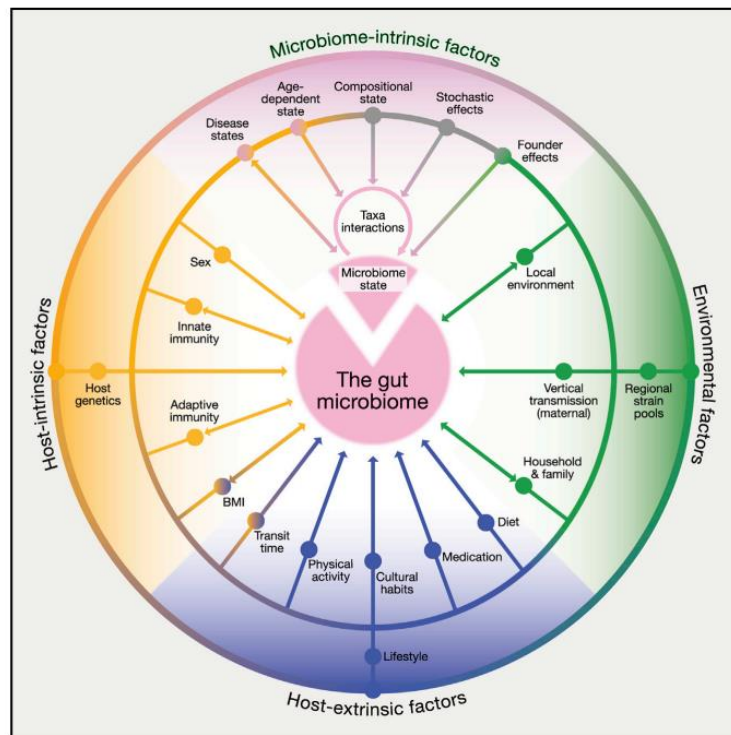 Microbiome-intrinsic factors
Age-
dependent state
Compositional
state
Stochastic
effects
Disease
states
Founder
effects
Taxa
interactions
Microbiome
state
Sex
Local
environment
Innate
immunity
Host-intrinsic factors
Host
genetics
The gut
microbiome
Vertical
transmission
(maternal)
Regional
strain
pools
Environmental factors
Adaptive
immunity
Household
& family
BMI
Transit
time
Diet
Physical
activity
Cultural
habits
Medication
Lifestyle
Host-extrinsic factors